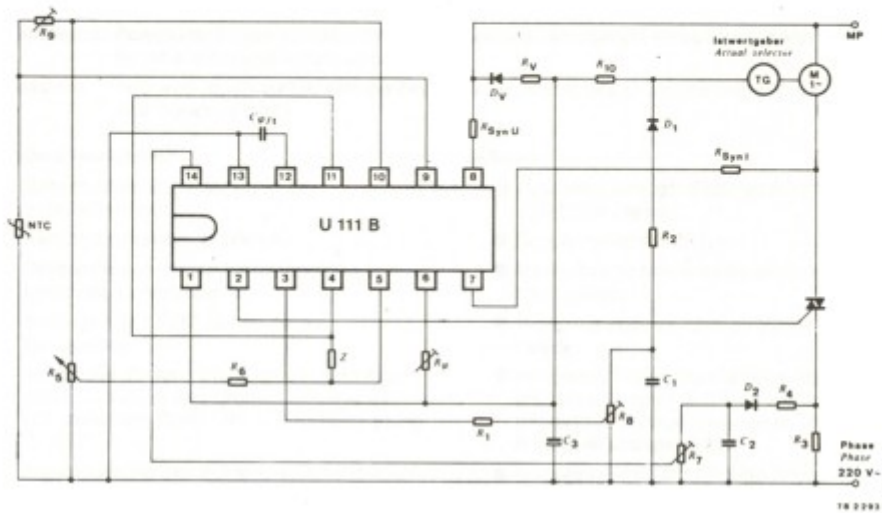 R9
Istwertgeber
Actual selector
MP
RV
R10
TG
M
1~
DV
Cφ/t
RSyn U
D1
RSyn I
14 13 12 11 10 9 8
NTC
U 111 B
R2
1 2 3 4 5 6 7
R5
R6
Z
Rφ
R8
C1
D2
R4
R1
C3
R7
C2
R3
Phase
Phase
220 V~
78 2293